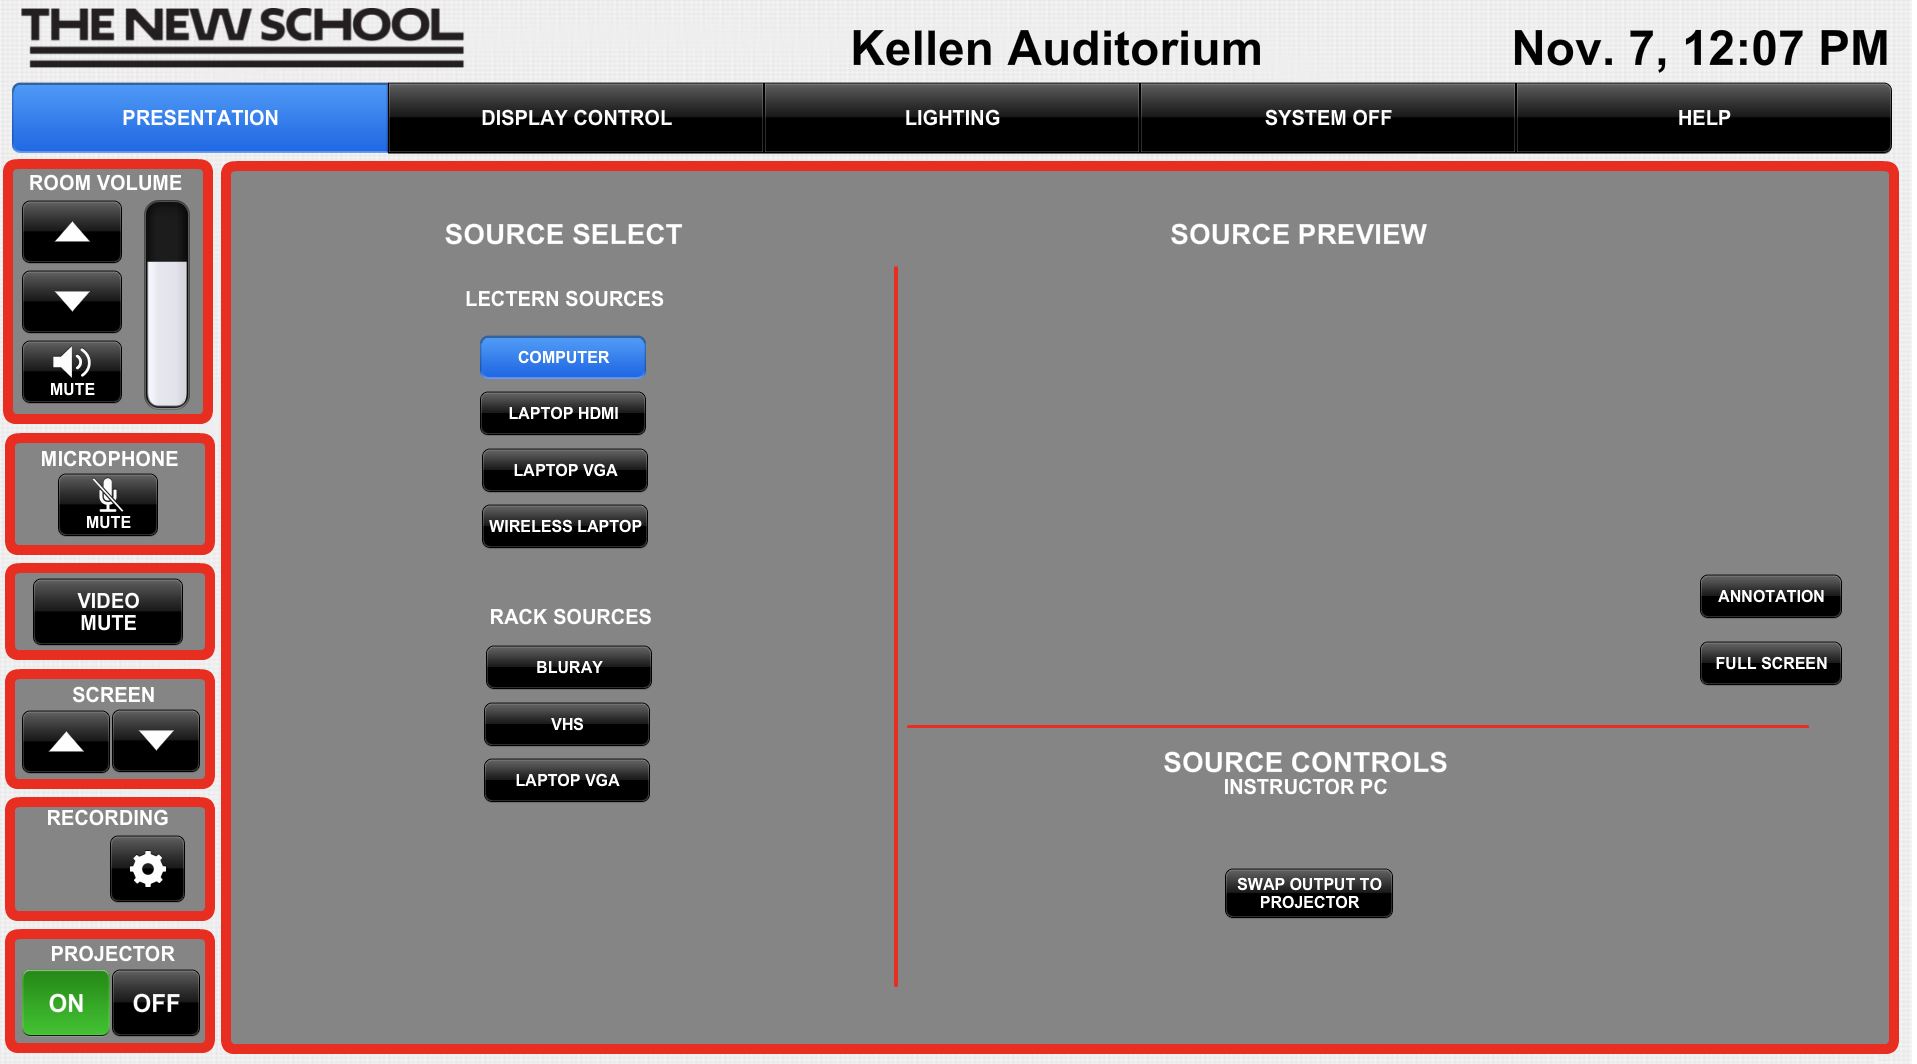 THE NEW SCHOOL
Kellen Auditorium
Nov. 7, 12:07 PM
PRESENTATION
DISPLAY CONTROL
LIGHTING
SYSTEM OFF
HELP
ROOM VOLUME
MUTE
MICROPHONE
MUTE
VIDEO
MUTE
SCREEN
RECORDING
PROJECTOR
ON
OFF
SOURCE SELECT
LECTERN SOURCES
COMPUTER
LAPTOP HDMI
LAPTOP VGA
WIRELESS LAPTOP
RACK SOURCES
BLURAY
VHS
LAPTOP VGA
SOURCE PREVIEW
ANNOTATION
FULL SCREEN
SOURCE CONTROLS
INSTRUCTOR PC
SWAP OUTPUT TO
PROJECTOR